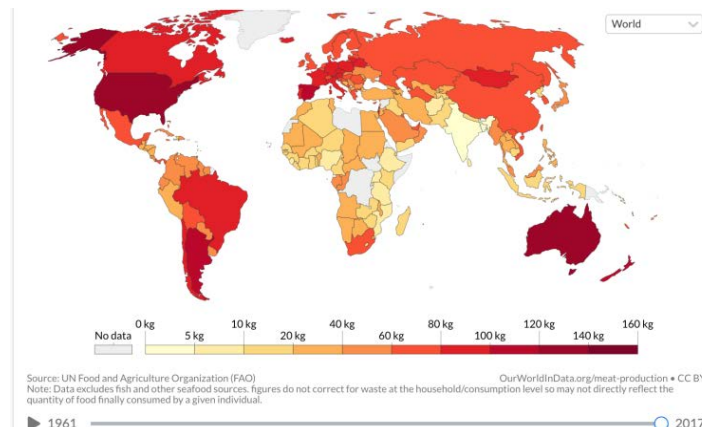 World
0 kg 10 kg 40 kg 80 kg 120 kg 160 kg
No data 5 kg 20 kg 60 kg 100 kg 140 kg
Source: UN Food and Agriculture Organization (FAO) OurWorldInData.org/meat-production • CC BY
Note: Data excludes fish and other seafood sources. figures do not correct for waste at the household/consumption level so may not directly reflect the
quantity of food finally consumed by a given individual.
1961 2017